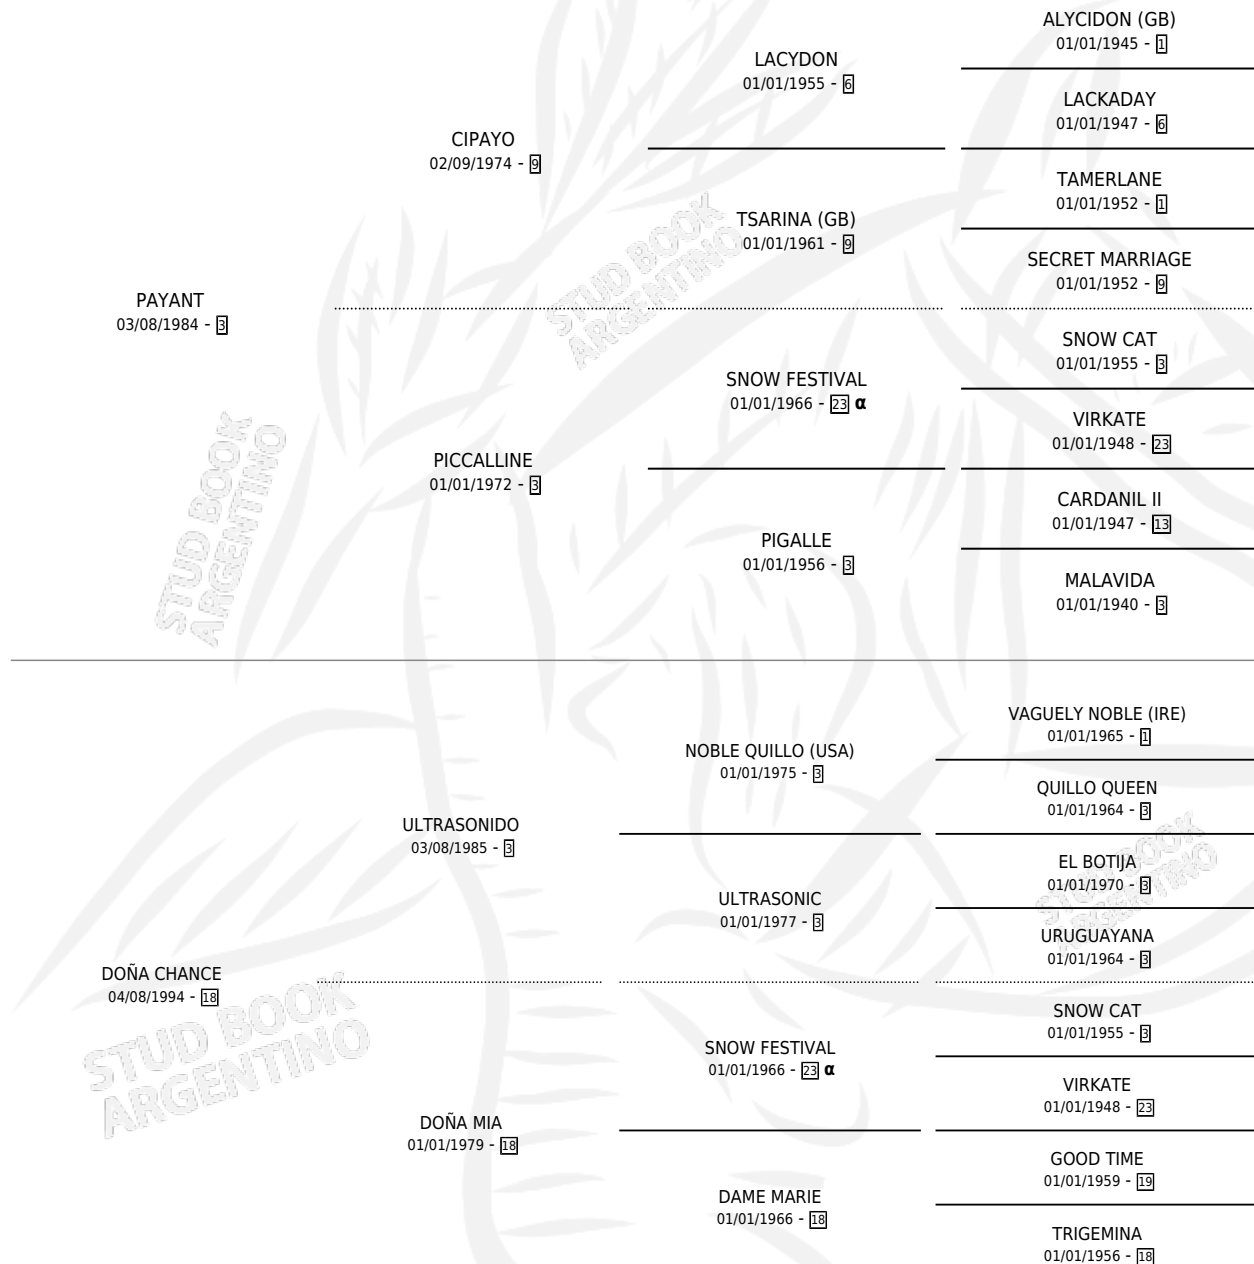 ALYCIDON (GB)
01/01/1945 - 1
LACYDON
01/01/1955 - 6
LACKADAY
01/01/1947 - 6
CIPAYO
02/09/1974 - 9
TAMERLANE
01/01/1952 - 1
TSARINA (GB)
01/01/1961 - 9
SECRET MARRIAGE
01/01/1952 - 9
PAYANT
03/08/1984 - 3
SNOW CAT
01/01/1955 - 3
SNOW FESTIVAL
01/01/1966 - 23 α
VIRKATE
01/01/1948 - 23
PICCALLINE
01/01/1972 - 3
CARDANIL II
01/01/1947 - 13
PIGALLE
01/01/1956 - 3
MALAVIDA
01/01/1940 - 3
VAGUELY NOBLE (IRE)
01/01/1965 - 1
NOBLE QUILLO (USA)
01/01/1975 - 3
QUILLO QUEEN
01/01/1964 - 3
ULTRASONIDO
03/08/1985 - 3
EL BOTIJA
01/01/1970 - 3
ULTRASONIC
01/01/1977 - 3
URUGUAYANA
01/01/1964 - 3
DOÑA CHANCE
04/08/1994 - 18
SNOW CAT
01/01/1955 - 3
SNOW FESTIVAL
01/01/1966 - 23 α
VIRKATE
01/01/1948 - 23
DOÑA MIA
01/01/1979 - 18
GOOD TIME
01/01/1959 - 19
DAME MARIE
01/01/1966 - 18
TRIGEMINA
01/01/1956 - 18
STUD BOOK
ARGENTINO
STUD BOOK
ARGENTINO
STUD BOOK
ARGENTINO
STUD BOOK
ARGENTINO